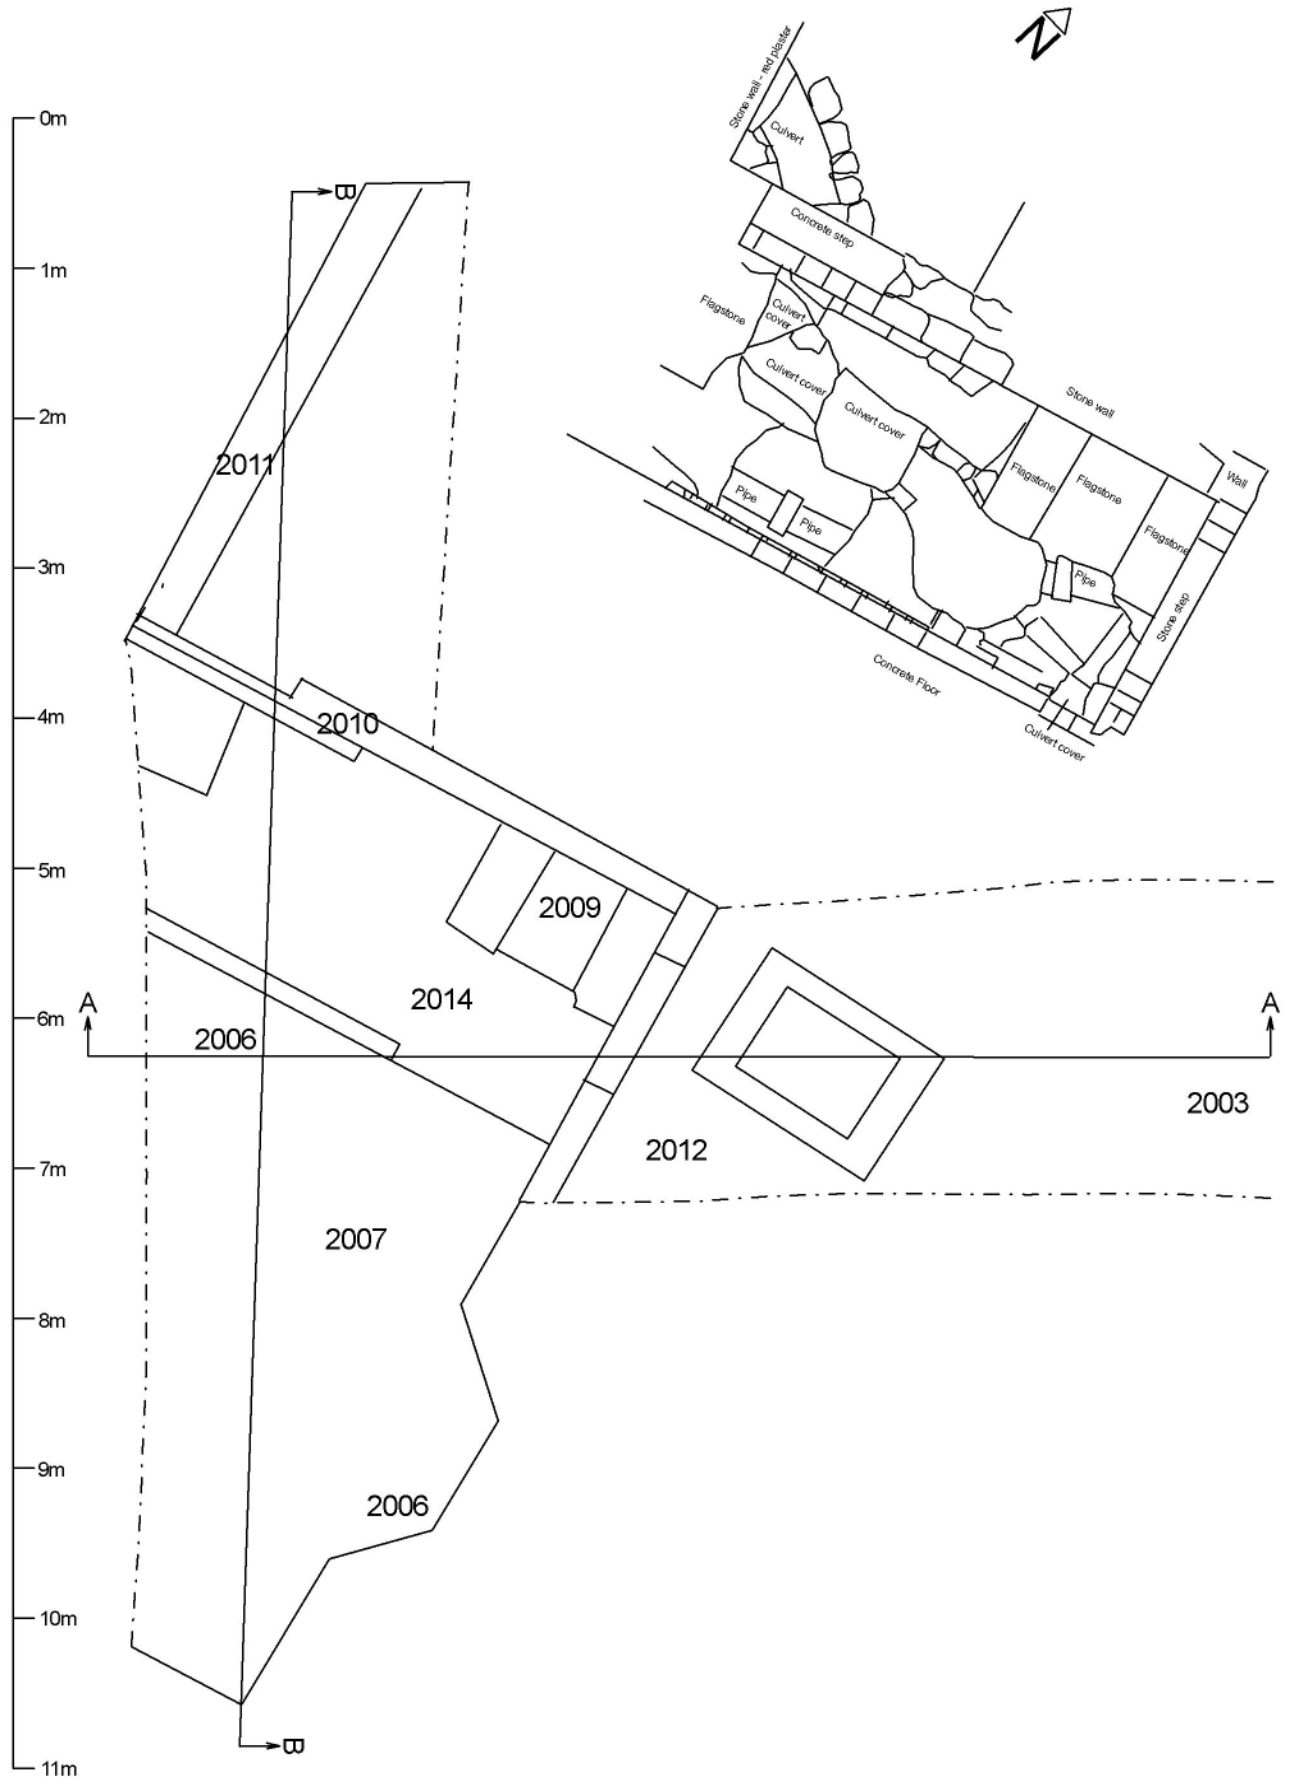 N
Stone wall - red plaster
Culvert
Concrete step
Flagstone
Culvert
cover
Culvert cover
Culvert cover
Stone wall
Flagstone
Flagstone
Flagstone
Wall
Pipe
Pipe
Pipe
Stone step
Concrete Floor
Culvert cover
0m
1m
2m
3m
4m
5m
6m
7m
8m
9m
10m
11m
B
2011
2010
2009
2014
A
A
2006
2003
2012
2007
2006
B